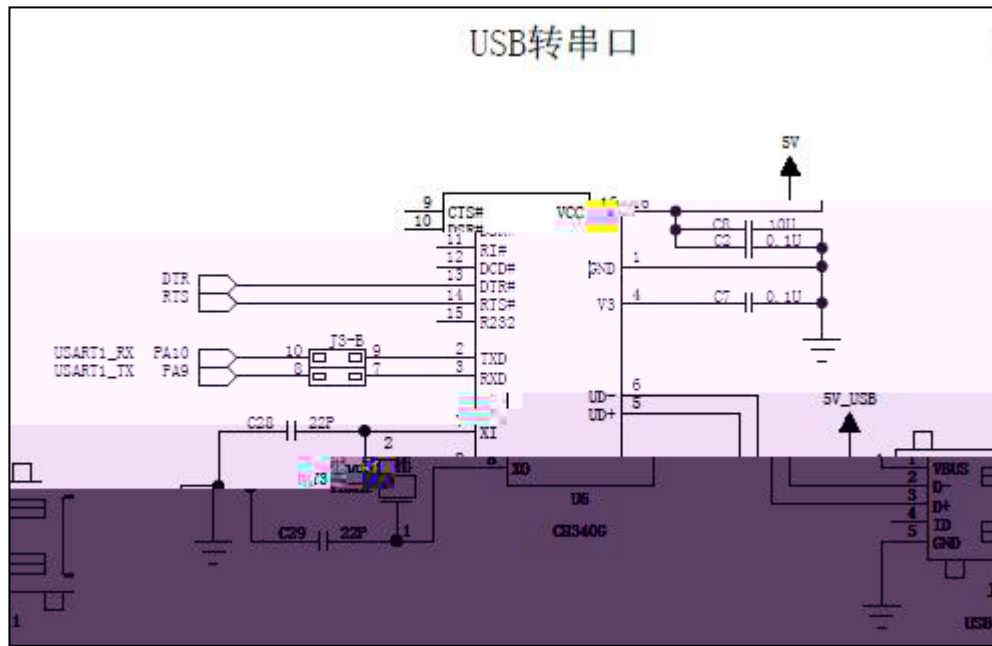 USB转串口
5V
9 CTS# VCC
10
C8 10U
C2 0.1U
11 RI#
12 DCD# GND 1
DTR 13 DTR#
RTS 14 RTS# V3 4 C7 0.1U
15 R232
J3-B
USART1_RX PA10 10 9 2 TXD
USART1_TX PA9 8 7 3 RXD
UD- 6
UD+ 5
5V_USB
C28 22P XI
2
8 XO
1 VBUS
2 D-
3 D+
4 ID
5 GND
U6
C29 22P 1 CH340G
1
USB